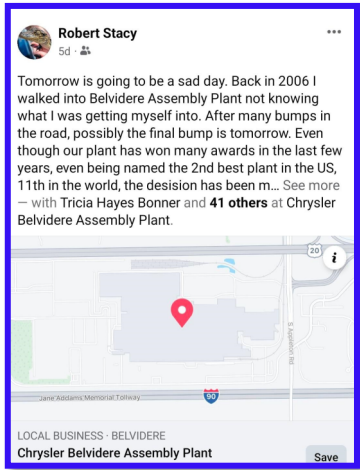 Robert Stacy
5d ·
Tomorrow is going to be a sad day. Back in 2006 I
walked into Belvidere Assembly Plant not knowing
what I was getting myself into. After many bumps in
the road, possibly the final bump is tomorrow. Even
though our plant has won many awards in the last few
years, even being named the 2nd best plant in the US,
11th in the world, the desision has been m... See more
— with Tricia Hayes Bonner and 41 others at Chrysler
Belvidere Assembly Plant.
20
i
S Appleton Rd
Jane Addams Memorial Tollway
90
LOCAL BUSINESS · BELVIDERE
Chrysler Belvidere Assembly Plant
Save